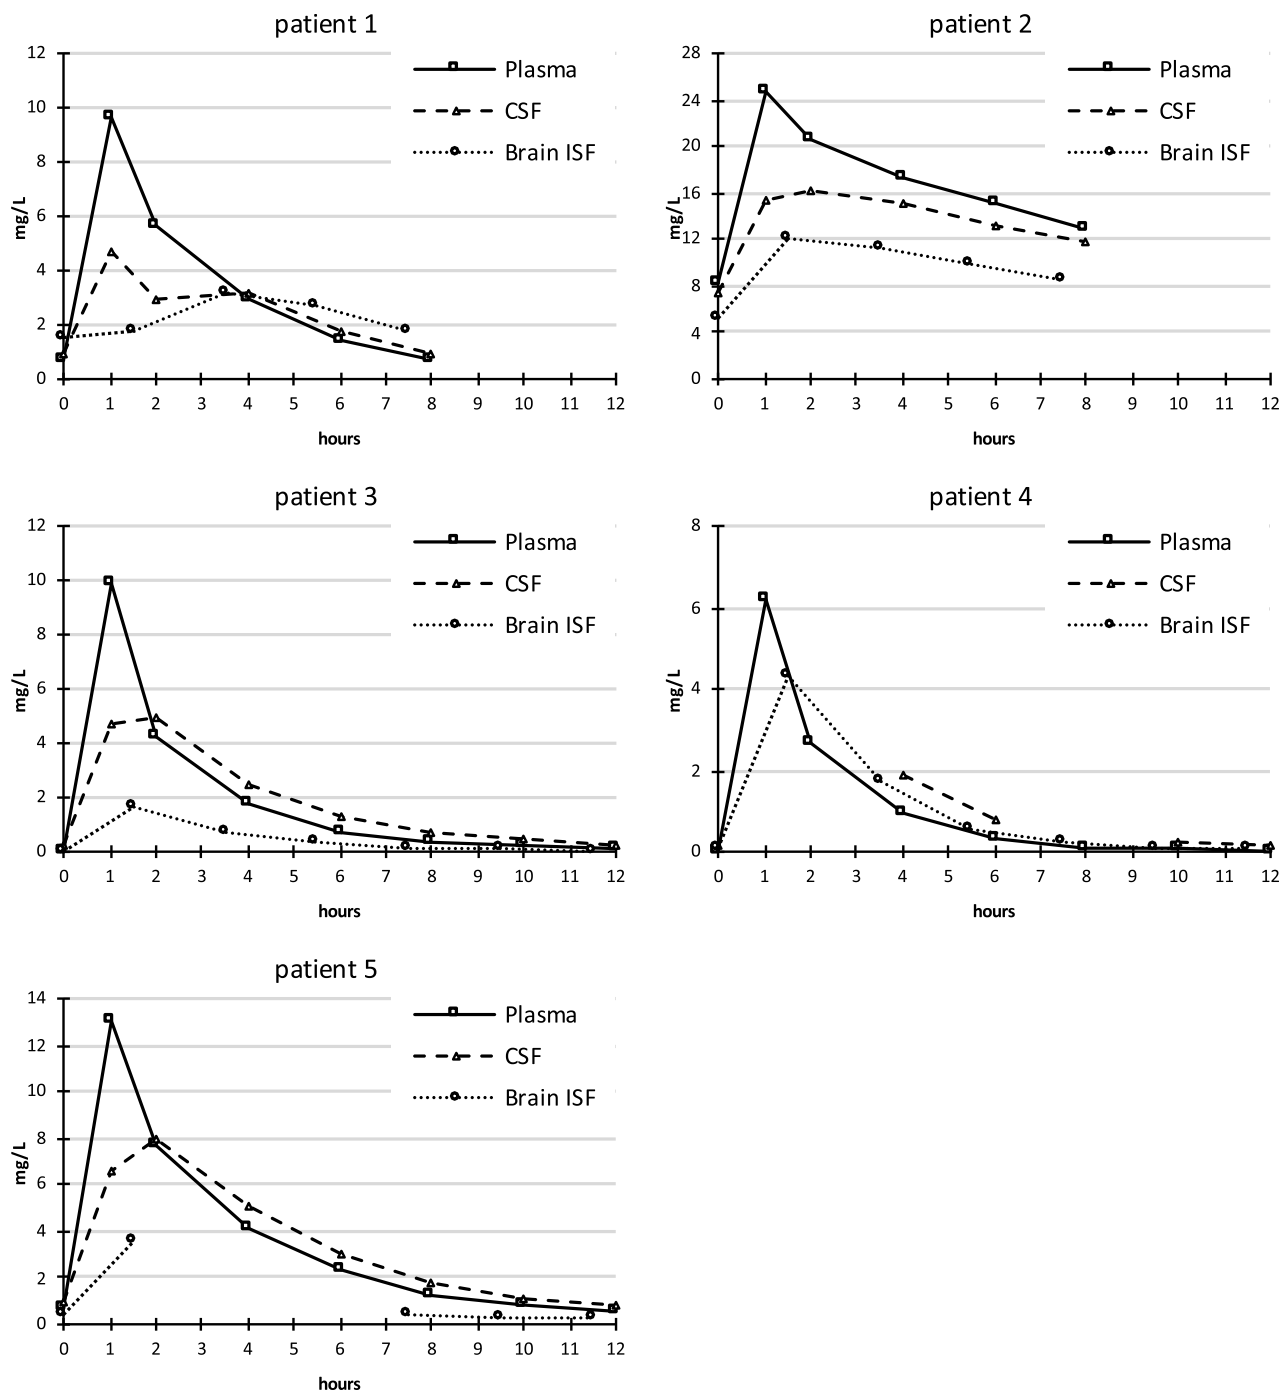 patient 1
12
10
8
6
4
2
0
mg/L
Plasma
CSF
Brain ISF
0 1 2 3 4 5 6 7 8 9 10 11 12
hours
patient 2
28
24
20
16
12
8
4
0
mg/L
Plasma
CSF
Brain ISF
0 1 2 3 4 5 6 7 8 9 10 11 12
hours
patient 3
12
10
8
6
4
2
0
mg/L
Plasma
CSF
Brain ISF
0 1 2 3 4 5 6 7 8 9 10 11 12
hours
patient 4
8
6
4
2
0
mg/L
Plasma
CSF
Brain ISF
0 1 2 3 4 5 6 7 8 9 10 11 12
hours
patient 5
14
12
10
8
6
4
2
0
mg/L
Plasma
CSF
Brain ISF
0 1 2 3 4 5 6 7 8 9 10 11 12
hours